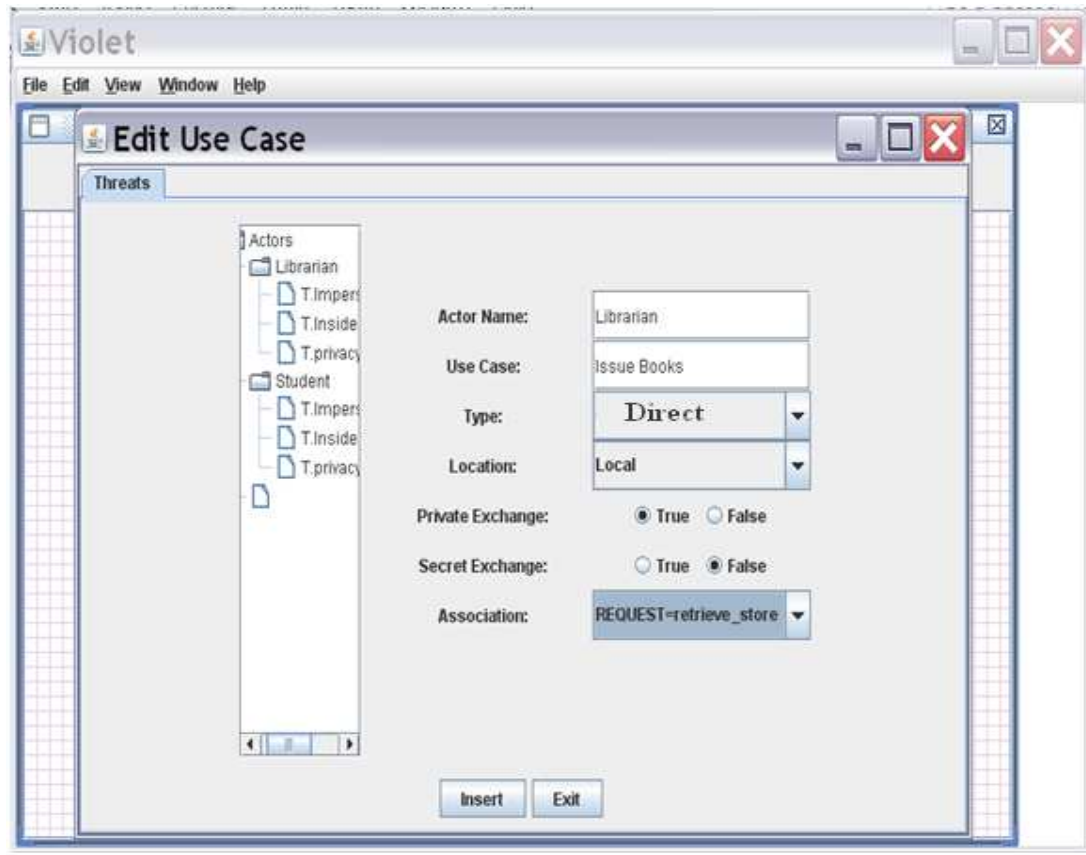 Violet
File Edit View Window Help
Edit Use Case
Threats
Actors
Librarian
T.Impers
T.Inside
T.privacy
Student
T.Impers
T.Inside
T.privacy
Actor Name: Librarian
Use Case: Issue Books
Type: Direct
Location: Local
Private Exchange: True False
Secret Exchange: True False
Association: REQUEST=retrieve_store
Insert Exit